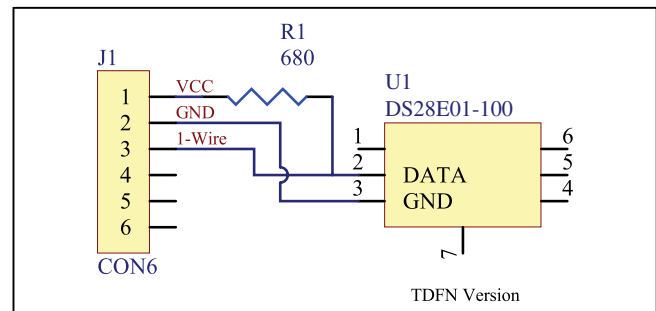 R1
680
J1
VCC
GND
1-Wire
1
2
3
4
5
6
CON6
U1
DS28E01-100
1
2
3
DATA
GND
6
5
4
7
TDFN Version